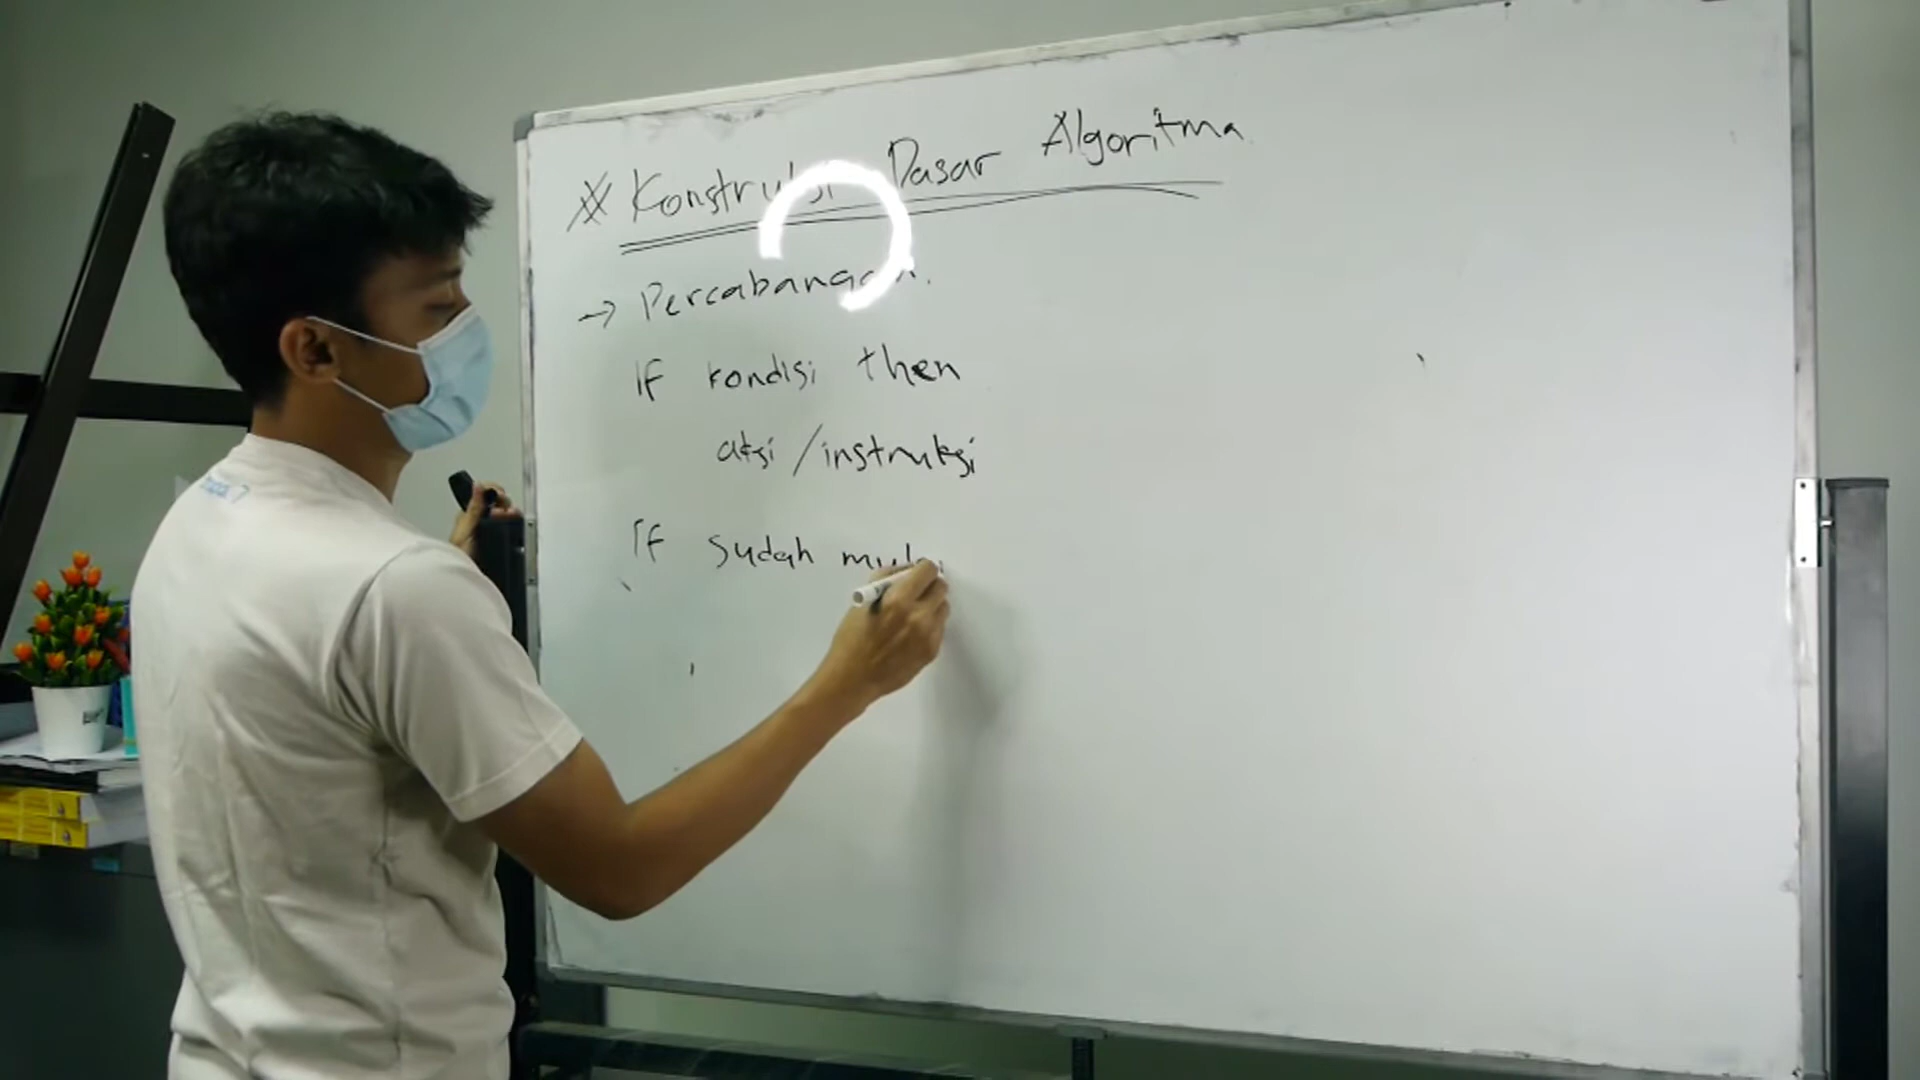 Konstruksi Dasar Algoritma
→ Percabangan.
If kondisi then
aksi /instruksi
If sudah